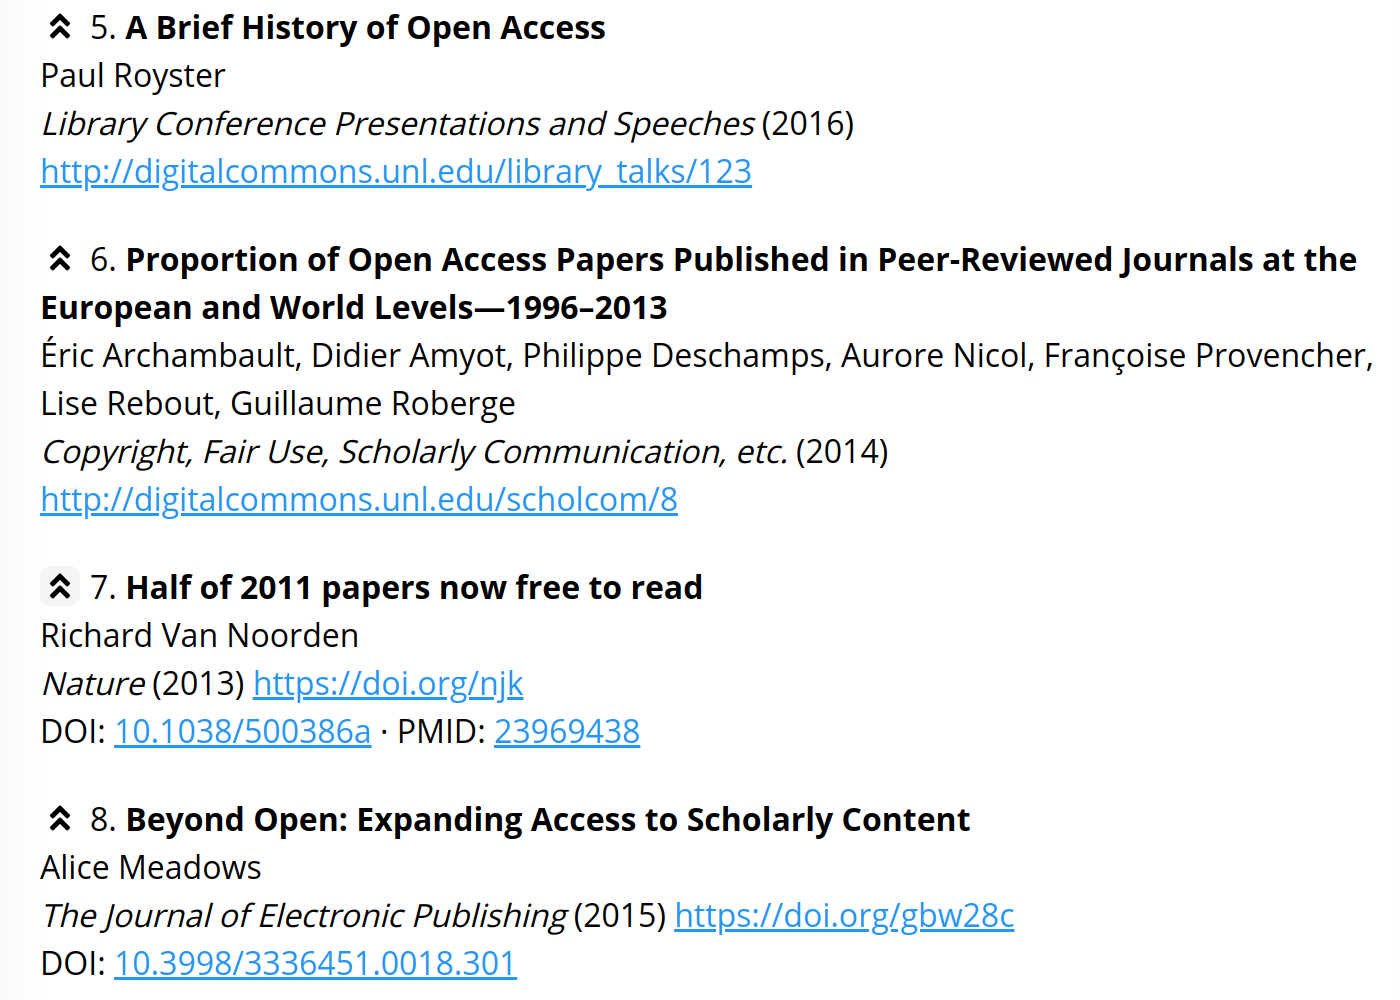 5. A Brief History of Open Access
Paul Royster
Library Conference Presentations and Speeches (2016)
http://digitalcommons.unl.edu/library_talks/123
6. Proportion of Open Access Papers Published in Peer-Reviewed Journals at the
European and World Levels—1996–2013
Éric Archambault, Didier Amyot, Philippe Deschamps, Aurore Nicol, Françoise Provencher,
Lise Rebout, Guillaume Roberge
Copyright, Fair Use, Scholarly Communication, etc. (2014)
http://digitalcommons.unl.edu/scholcom/8
7. Half of 2011 papers now free to read
Richard Van Noorden
Nature (2013) https://doi.org/njk
DOI: 10.1038/500386a · PMID: 23969438
8. Beyond Open: Expanding Access to Scholarly Content
Alice Meadows
The Journal of Electronic Publishing (2015) https://doi.org/gbw28c
DOI: 10.3998/3336451.0018.301